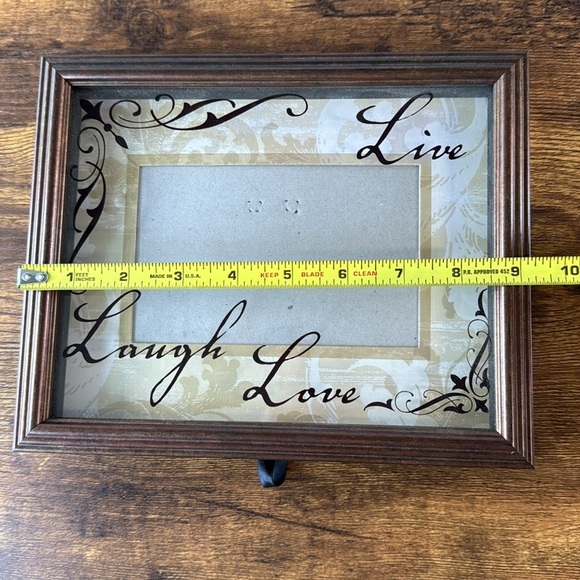 Live
1 FEET INCHES 2 MADE IN 3 U.S.A. 4 KEEP 5 BLADE 6 CLEAN 7 8 P.R. APPROVED 452 9 10
Laugh
Love